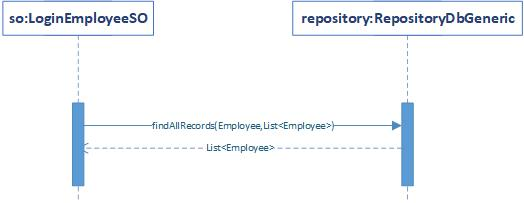 so:LoginEmployeeSO
repository:RepositoryDbGeneric
findAllRecords(Employee,List<Employee>)
List<Employee>